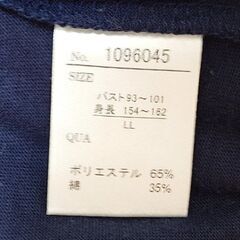 No. 1096045
SIZE
バスト93〜101
身長 154〜162
LL
QUA
ポリエステル 65%
綿 35%